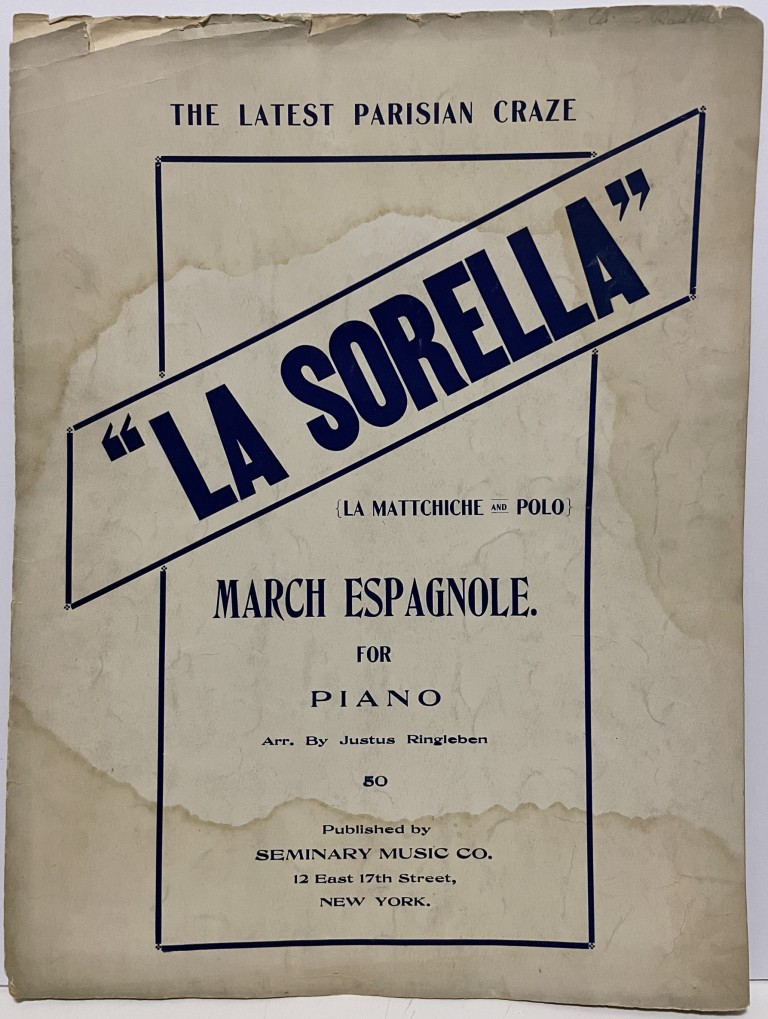 THE LATEST PARISIAN CRAZE
“LA SORELLA”
{LA MATTCHICHE AND POLO}
MARCH ESPAGNOLE.
FOR
PIANO
Arr. By Justus Ringleben
50
Published by
SEMINARY MUSIC CO.
12 East 17th Street,
NEW YORK.